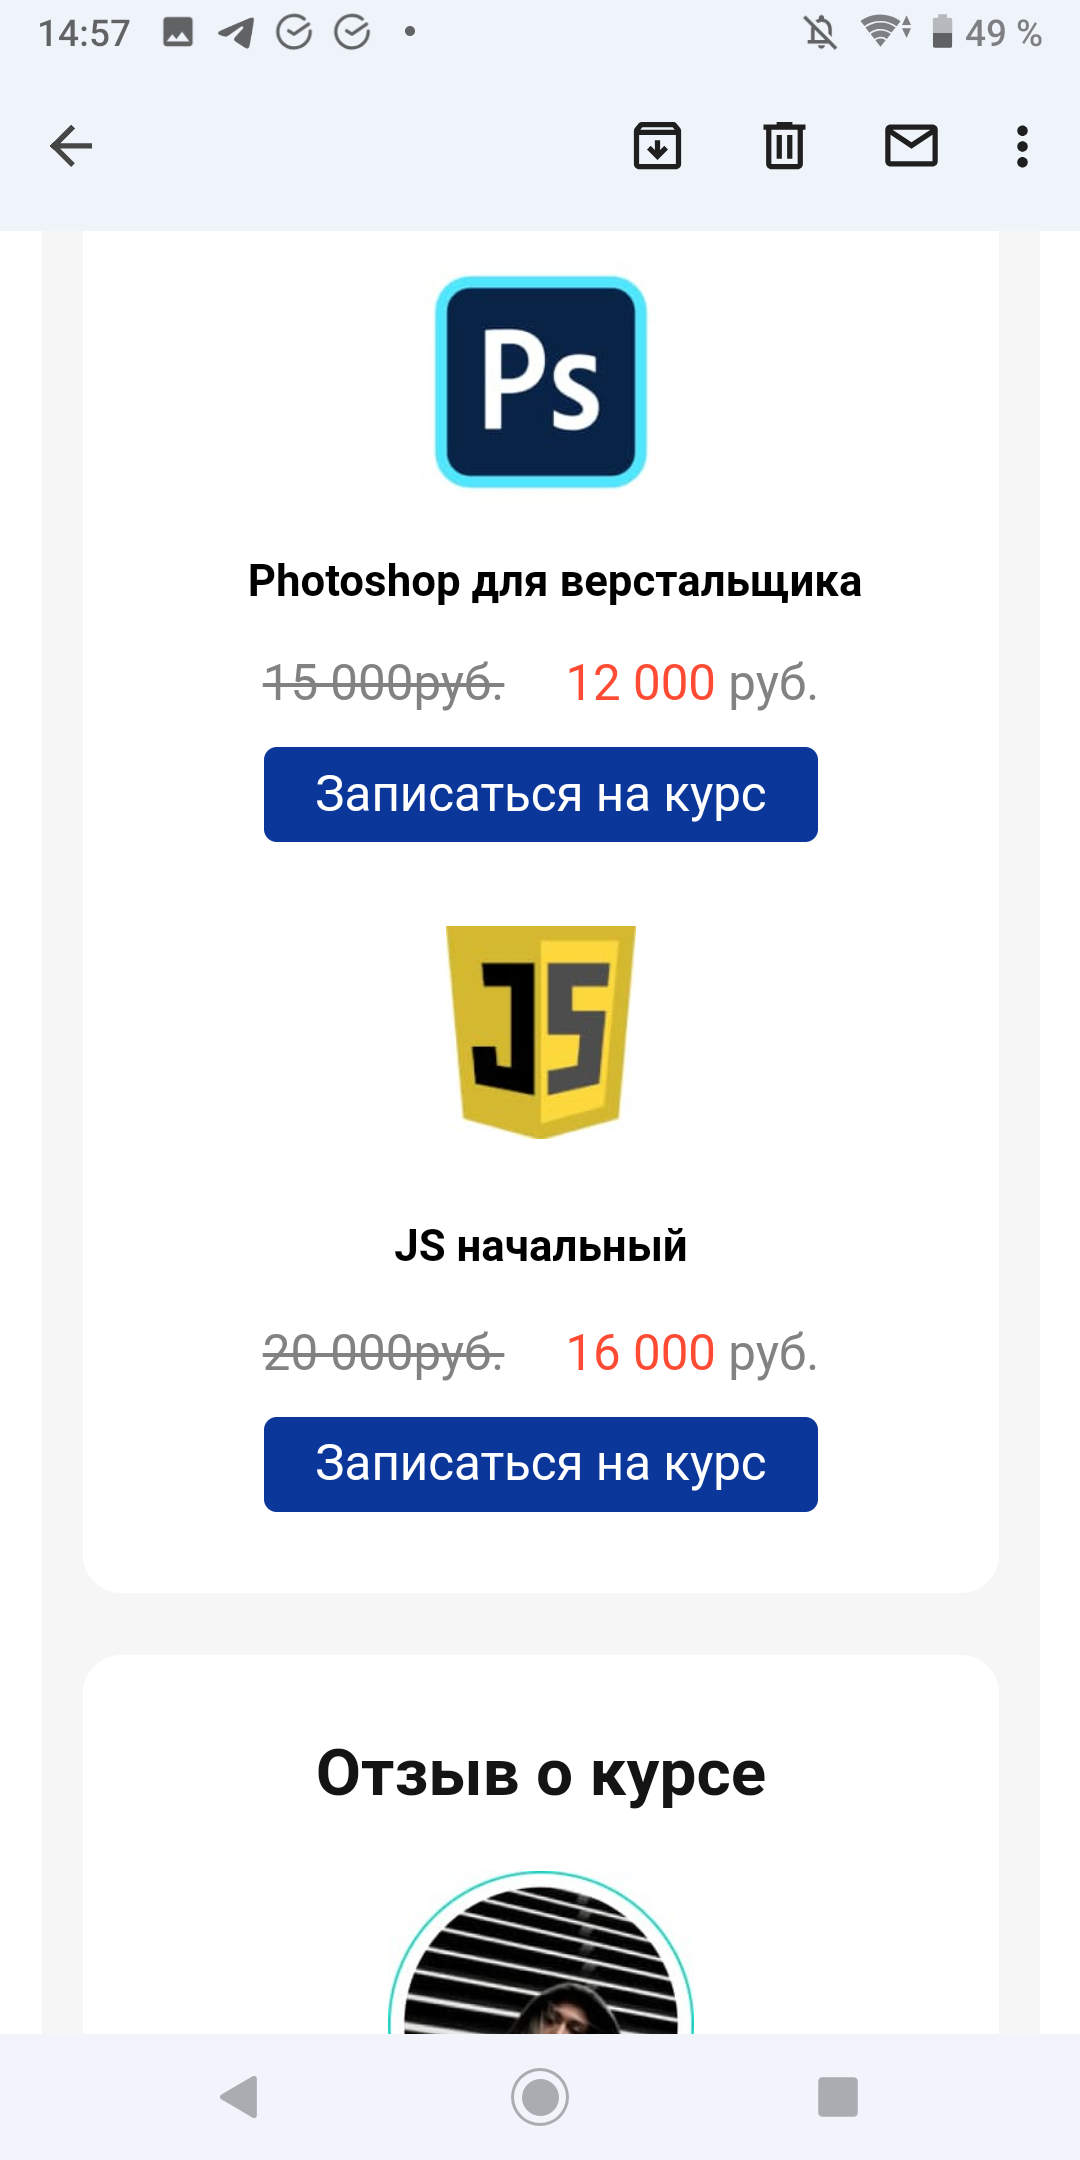 14:57 49 %
Ps
Photoshop для верстальщика
15 000руб. 12 000 руб.
Записаться на курс
JS
JS начальный
20 000руб. 16 000 руб.
Записаться на курс
Отзыв о курсе